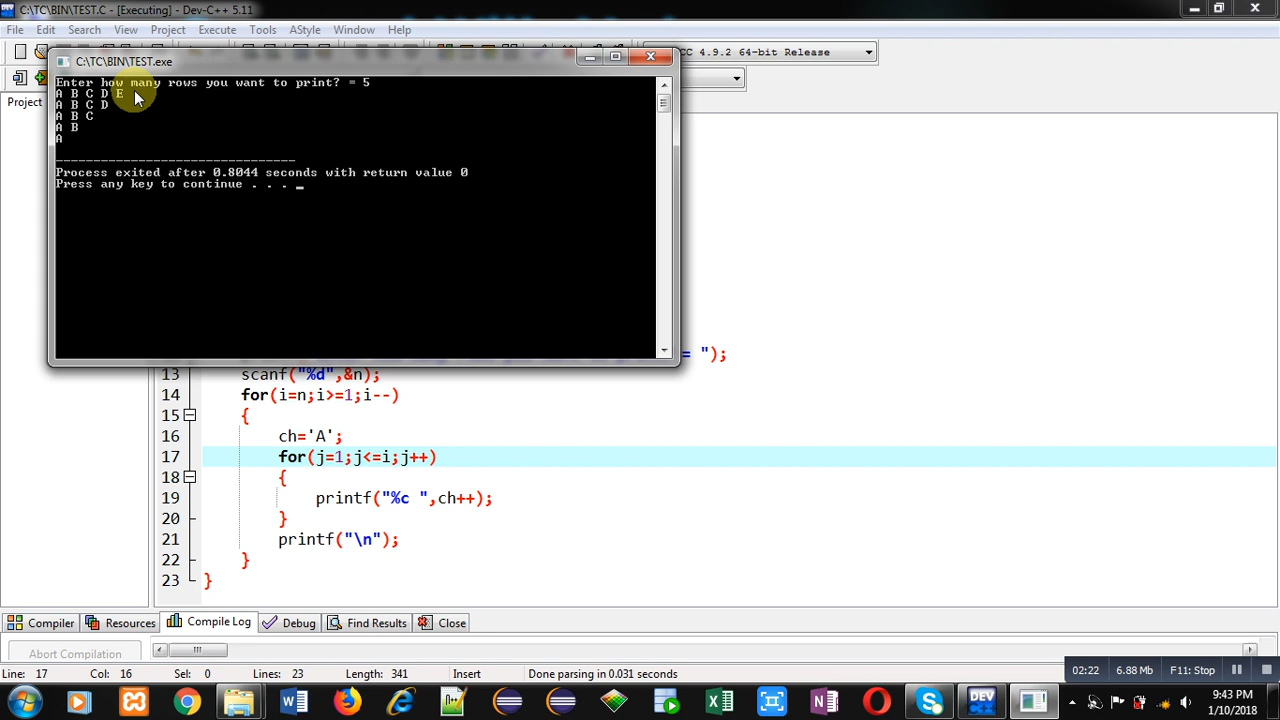 C:\TC\BIN\TEST.C - [Executing] - Dev-C++ 5.11
File Edit Search View Project Execute Tools AStyle Window Help
CC 4.9.2 64-bit Release
Project
C:\TC\BIN\TEST.exe
Enter how many rows you want to print? = 5
A B C D E
A B C D
A B C
A B
A
--------------------------------
Process exited after 0.8044 seconds with return value 0
Press any key to continue . . . _
= ");
13 scanf("%d",&n);
14 for(i=n;i>=1;i--)
15 {
16 ch='A';
17 for(j=1;j<=i;j++)
18 {
19 printf("%c ",ch++);
20 }
21 printf("\n");
22 }
23 }
Compiler Resources Compile Log Debug Find Results Close
Abort Compilation
Line: 17 Col: 16 Sel: 0 Lines: 23 Length: 341 Insert Done parsing in 0.031 seconds
02:22 6.88 Mb F11: Stop
9:43 PM
1/10/2018